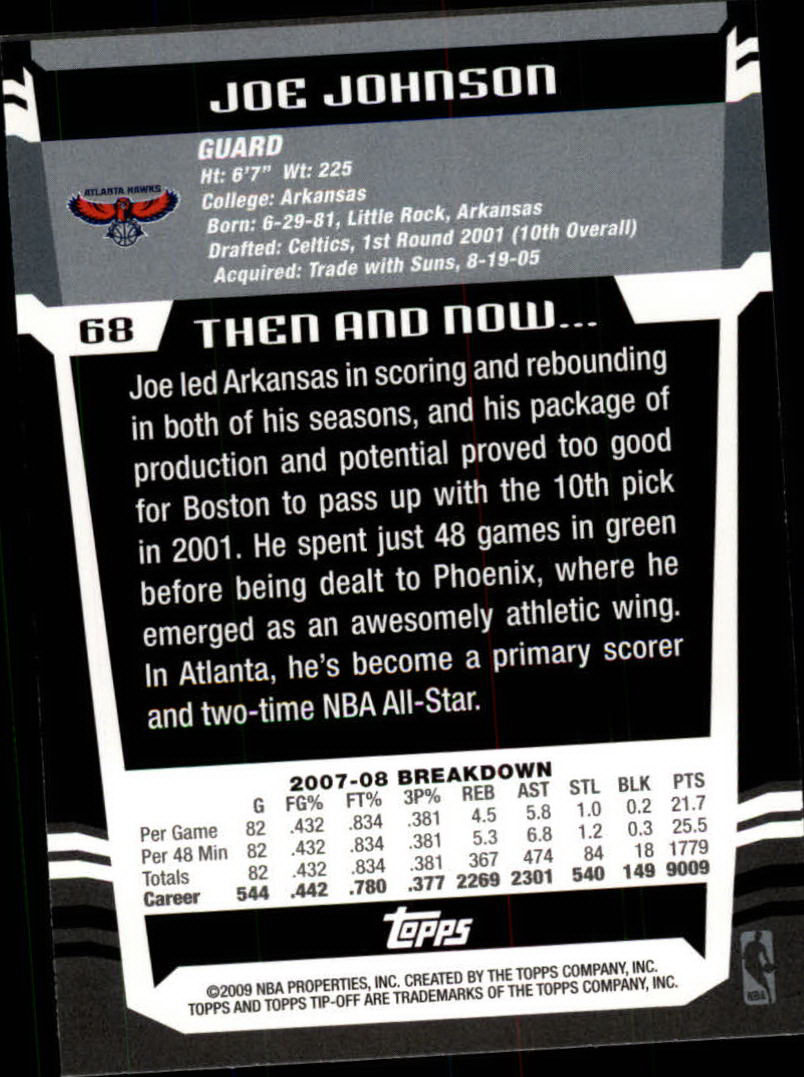 JOE JOHNSON
GUARD
Ht: 6'7" Wt: 225
College: Arkansas
Born: 6-29-81, Little Rock, Arkansas
Drafted: Celtics, 1st Round 2001 (10th Overall)
Acquired: Trade with Suns, 8-19-05
ATLANTA HAWKS
68
THEN AND NOW...
Joe led Arkansas in scoring and rebounding
in both of his seasons, and his package of
production and potential proved too good
for Boston to pass up with the 10th pick
in 2001. He spent just 48 games in green
before being dealt to Phoenix, where he
emerged as an awesomely athletic wing.
In Atlanta, he's become a primary scorer
and two-time NBA All-Star.
2007-08 BREAKDOWN
G FG% FT% 3P% REB AST STL BLK PTS
Per Game 82 .432 .834 .381 4.5 5.8 1.0 0.2 21.7
Per 48 Min 82 .432 .834 .381 5.3 6.8 1.2 0.3 25.5
Totals 82 .432 .834 .381 367 474 84 18 1779
Career 544 .442 .780 .377 2269 2301 540 149 9009
topps
©2009 NBA PROPERTIES, INC. CREATED BY THE TOPPS COMPANY, INC.
TOPPS AND TOPPS TIP-OFF ARE TRADEMARKS OF THE TOPPS COMPANY, INC.
NBA